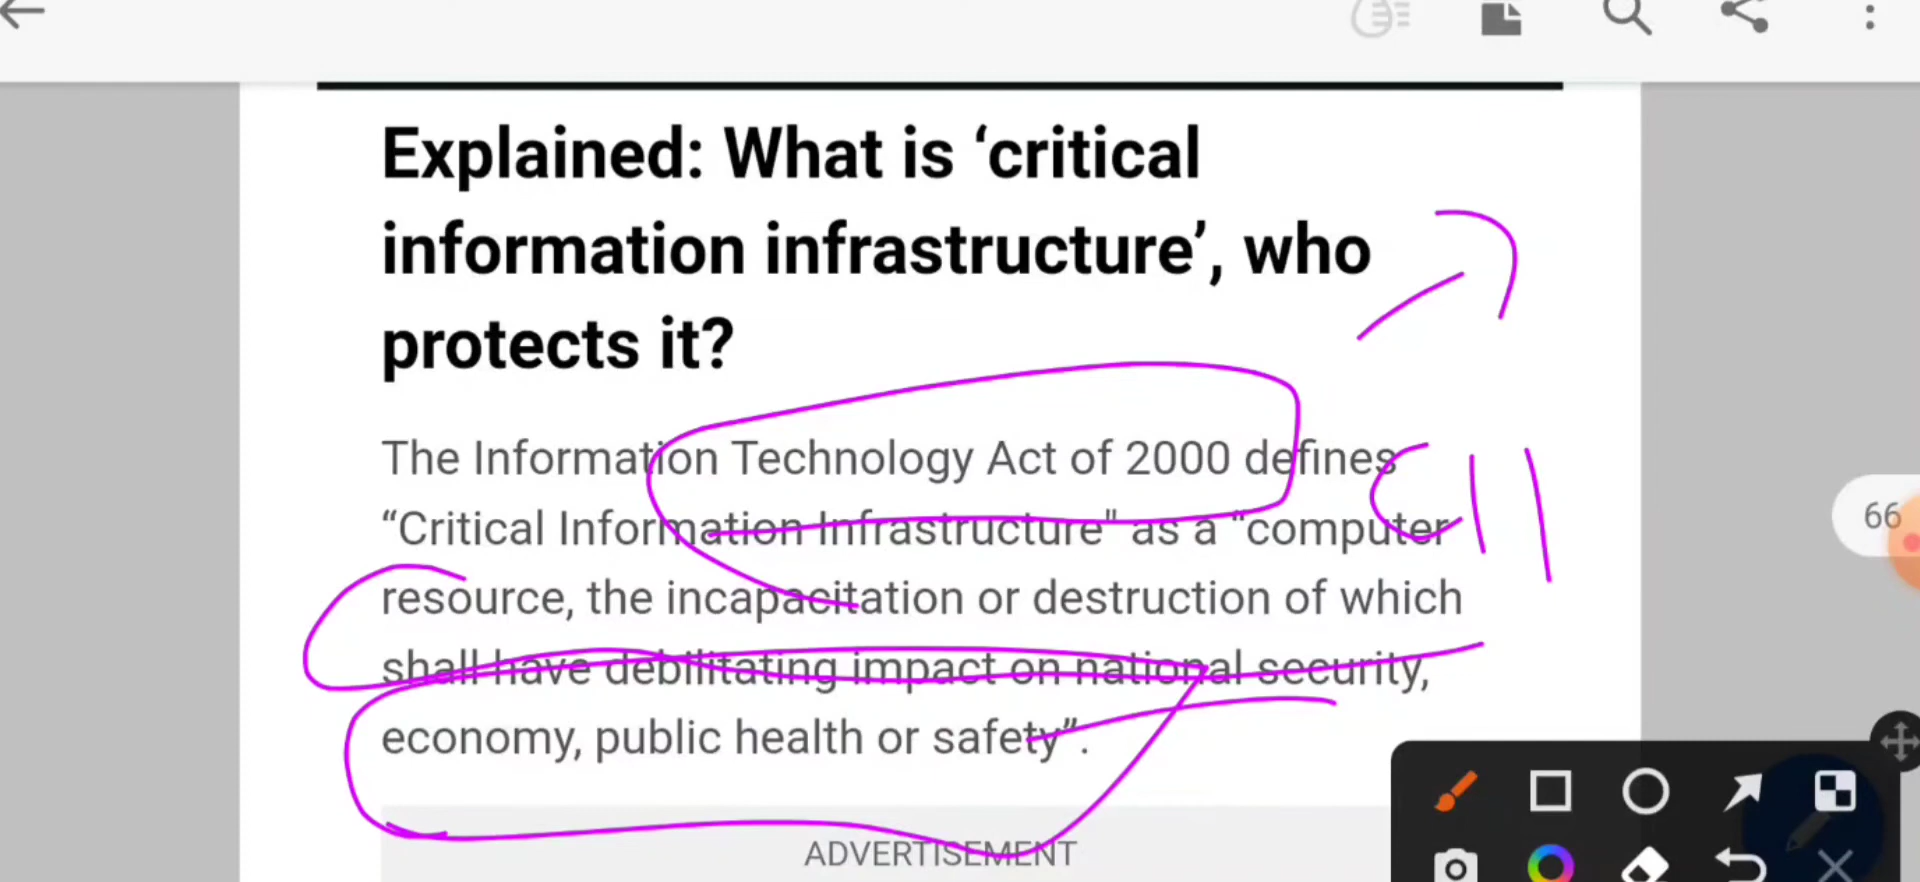 Explained: What is ‘critical
information infrastructure’, who
protects it?
The Information Technology Act of 2000 defines
“Critical Information Infrastructure" as a “computer
resource, the incapacitation or destruction of which
shall have debilitating impact on national security,
economy, public health or safety”.
CII
66
ADVERTISEMENT